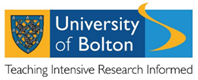 University
of Bolton
Teaching Intensive Research Informed